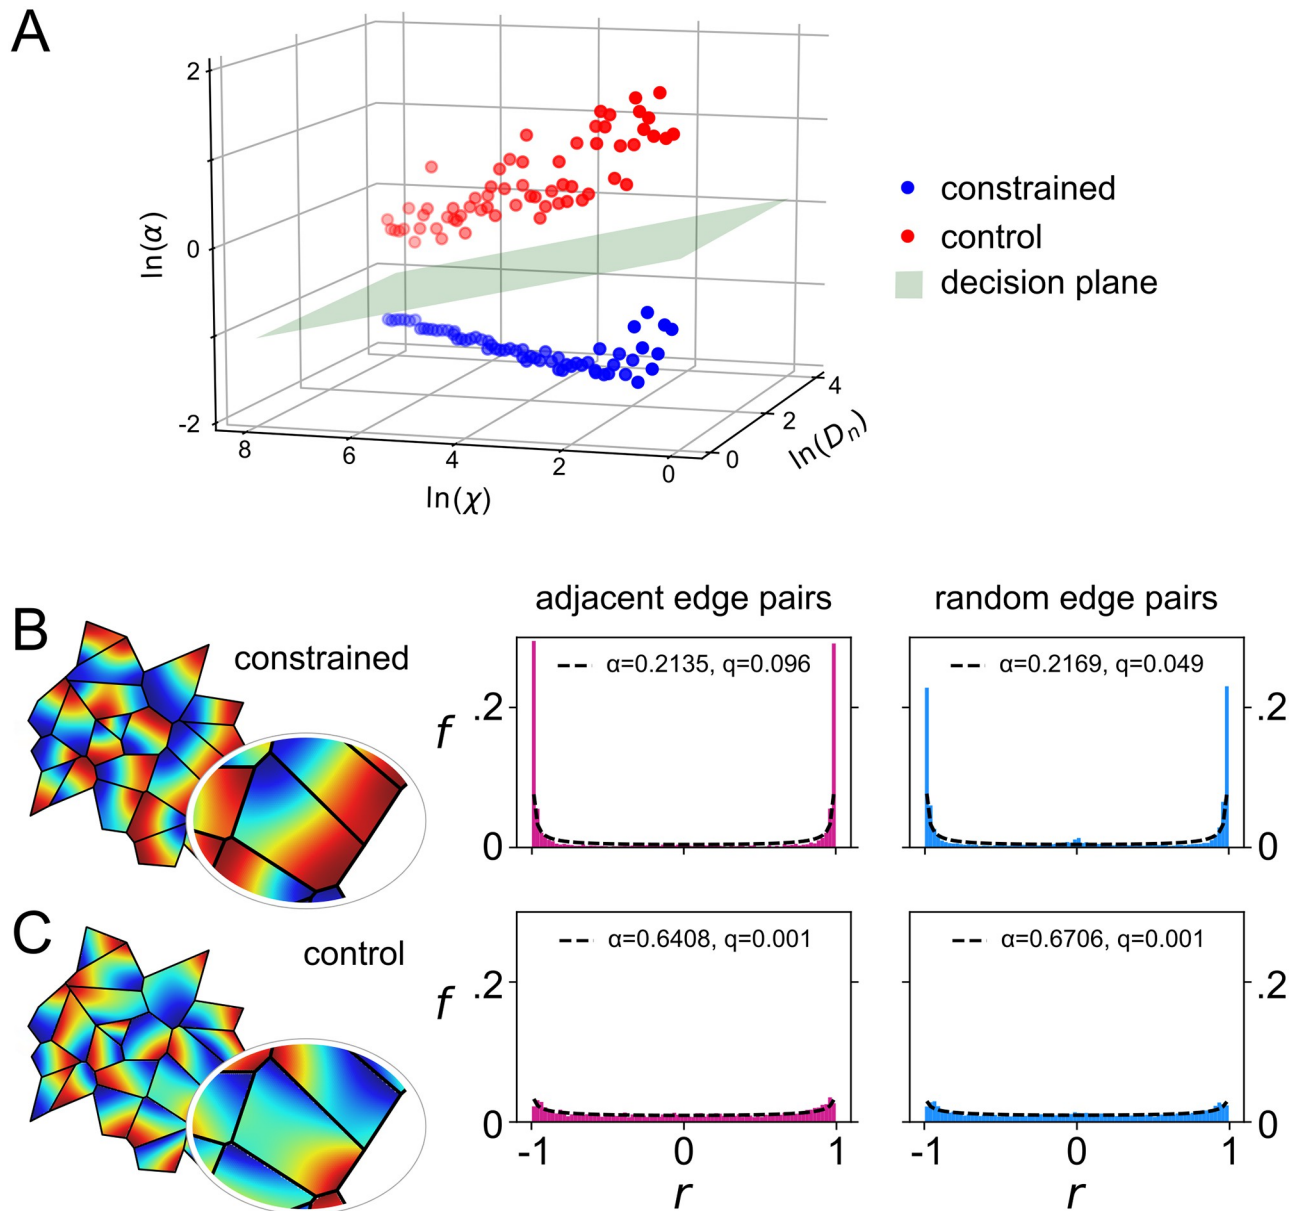 A
2
0
-2
ln(α)
8
6
4
2
0
ln(χ)
0
2
4
ln(Dn)
constrained
control
decision plane
adjacent edge pairs
random edge pairs
B
constrained
f
.2
0
α=0.2135, q=0.096
α=0.2169, q=0.049
.2
0
C
control
f
.2
0
α=0.6408, q=0.001
α=0.6706, q=0.001
.2
0
-1
0
1
r
-1
0
1
r